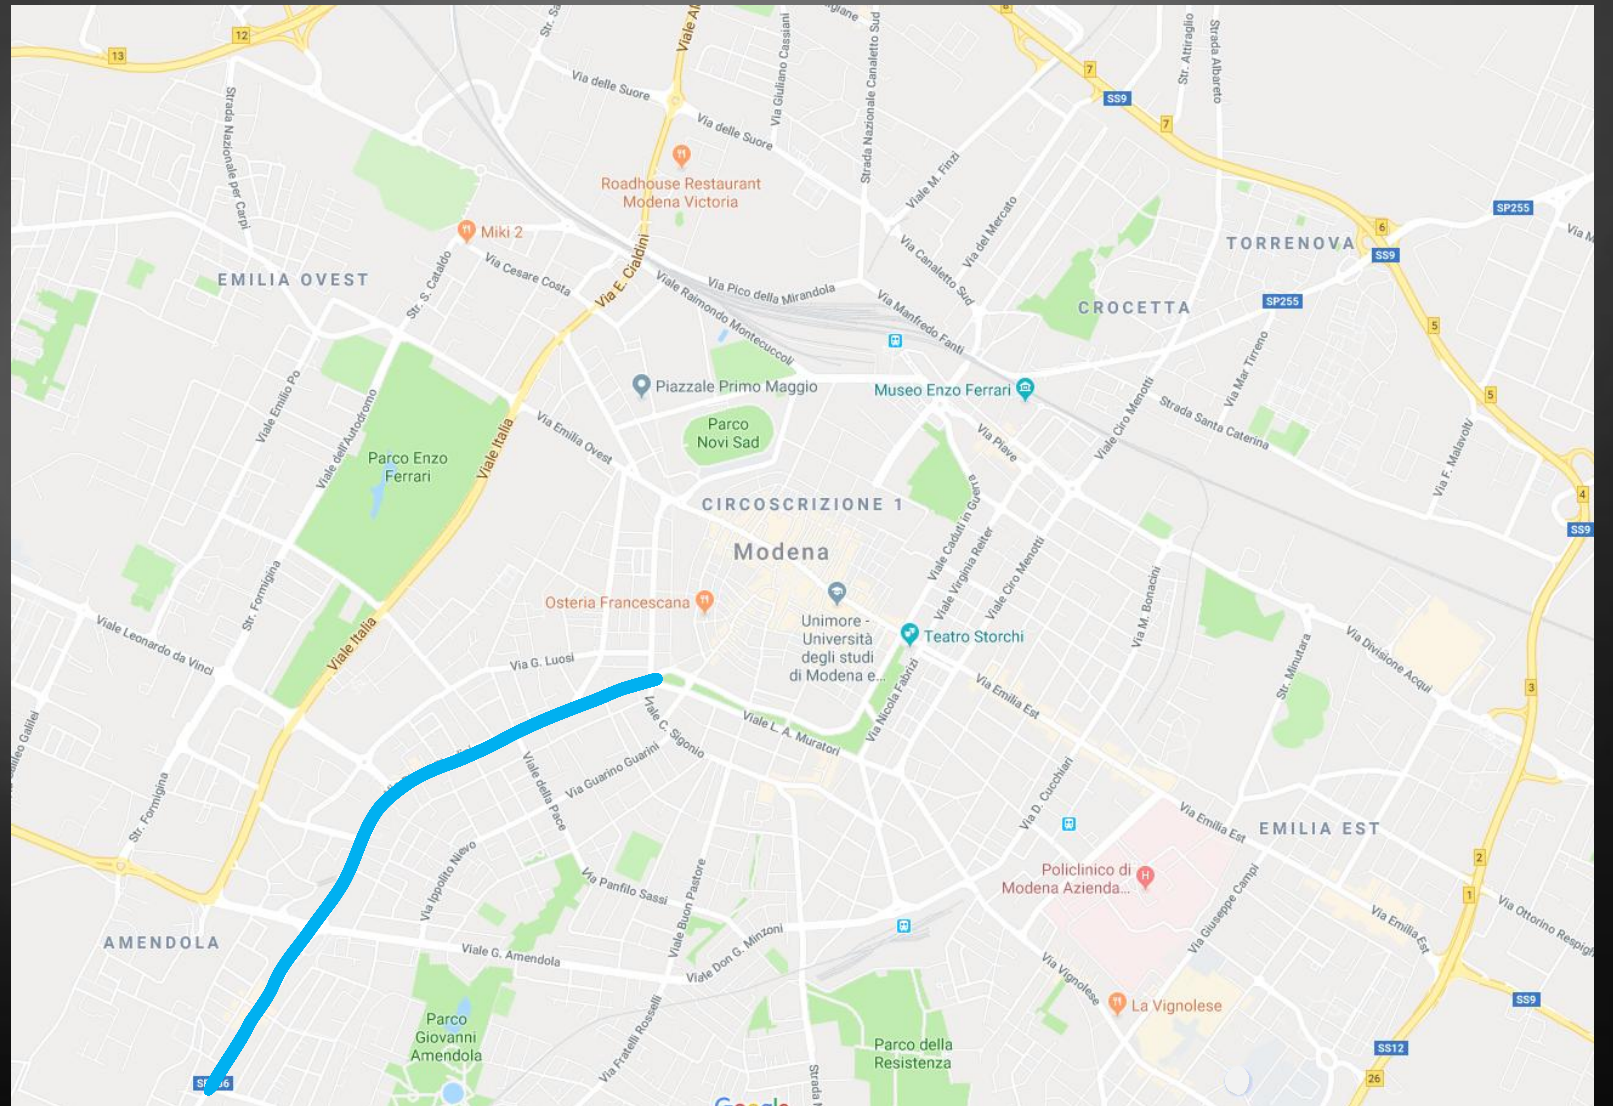 12
13
Str. Sa
Viale Al
Via Giuliano Cassiani
Strada Nazionale Canaletto Sud
Str. Attiraglio
Strada Albareto
7
SS9
7
Via delle Suore
Via delle Suore
Strada Nazionale per Carpi
Roadhouse Restaurant
Modena Victoria
Viale M. Finzi
Via del Mercato
SP255
6
SS9
TORRENOVA
Miki 2
Via Cesare Costa
Via E. Cialdini
Via Canaletto Sud
EMILIA OVEST
Str. S. Cataldo
Viale Raimondo Montecuccoli
Via Pico della Mirandola
Via Manfredo Fanti
CROCETTA
SP255
5
Via Mar Tirreno
Piazzale Primo Maggio
Museo Enzo Ferrari
5
Viale Emilio Po
Viale dell'Autodromo
Viale Italia
Via Emilia Ovest
Parco
Novi Sad
Via Piave
Viale Ciro Menotti
Strada Santa Caterina
Via F. Malavolti
Parco Enzo
Ferrari
CIRCOSCRIZIONE 1
4
SS9
Modena
Viale Caduti in Guerra
Viale Virginia Reiter
Viale Ciro Menotti
Via M. Bonacini
Str. Formigina
Osteria Francescana
Unimore -
Università
degli studi
di Modena e...
Teatro Storchi
Viale Leonardo da Vinci
Viale Italia
Via G. Luosi
Via Nicola Fabrizi
Via Emilia Est
Str. Minutara
Via Divisione Acqui
3
Viale C. Sigonio
Viale L. A. Muratori
Galileo Galilei
Viale della Pace
Via Guarino Guarini
Str. Formigina
Via D. Cucchiari
Via Emilia Est
EMILIA EST
2
1
Via Ippolito Nievo
Via Panfilo Sassi
Viale Buon Pastore
Policlinico di
Modena Azienda...
H
Via Giuseppe Campi
Via Emilia Est
Via Ottorino Respighi
AMENDOLA
Viale G. Amendola
Viale Don G. Minzoni
Via Vignolese
La Vignolese
SS9
Parco
Giovanni
Amendola
Via Fratelli Rosselli
Parco della
Resistenza
SS12
26
Strada
Google